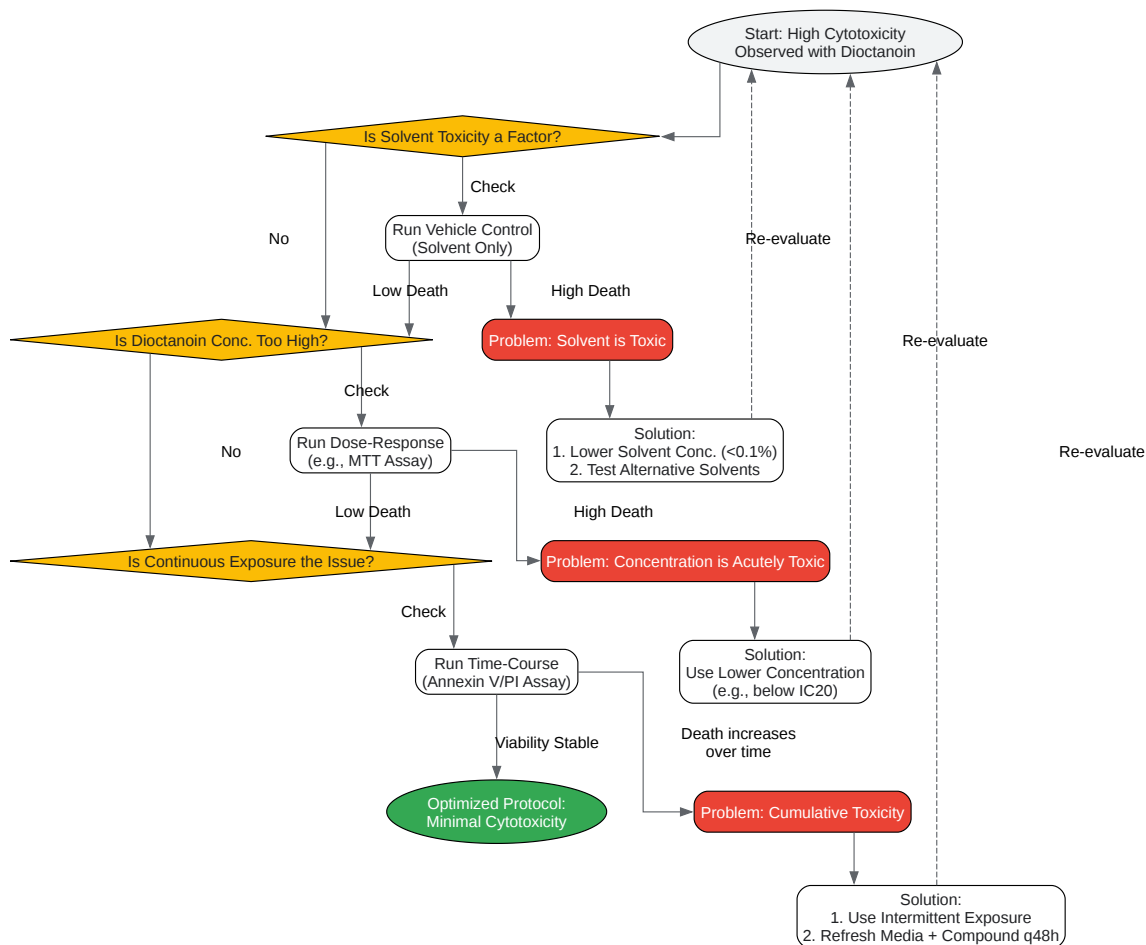 Start: High Cytotoxicity
Observed with Dioctanoin
Is Solvent Toxicity a Factor?
Check
Run Vehicle Control
(Solvent Only)
No
Re-evaluate
Low Death
High Death
Is Dioctanoin Conc. Too High?
Problem: Solvent is Toxic
Re-evaluate
Check
Run Dose-Response
(e.g., MTT Assay)
Solution:
1. Lower Solvent Conc. (<0.1%)
2. Test Alternative Solvents
No
Re-evaluate
Low Death
High Death
Is Continuous Exposure the Issue?
Problem: Concentration is Acutely Toxic
Check
Run Time-Course
(Annexin V/PI Assay)
Solution:
Use Lower Concentration
(e.g., below IC20)
Viability Stable
Death increases
over time
Optimized Protocol:
Minimal Cytotoxicity
Problem: Cumulative Toxicity
Solution:
1. Use Intermittent Exposure
2. Refresh Media + Compound q48h